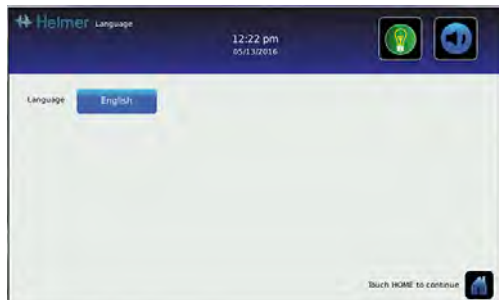 Helmer Language
12:22 pm
05/13/2016
Language English
Touch HOME to continue